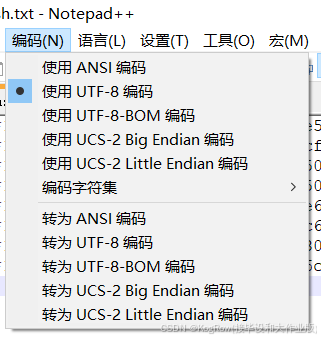 sh.txt - Notepad++
编码(N) 语言(L) 设置(T) 工具(O) 宏(M)
使用 ANSI 编码
使用 UTF-8 编码
使用 UTF-8-BOM 编码
使用 UCS-2 Big Endian 编码
使用 UCS-2 Little Endian 编码
编码字符集
转为 ANSI 编码
转为 UTF-8 编码
转为 UTF-8-BOM 编码
转为 UCS-2 Big Endian 编码
转为 UCS-2 Little Endian 编码